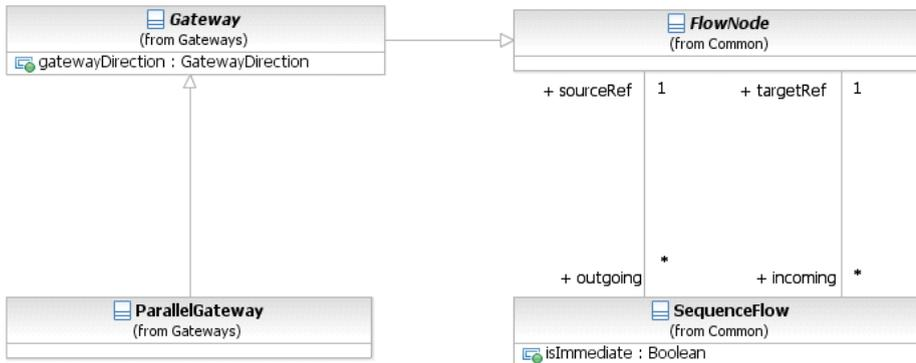 Gateway
(from Gateways)
gatewayDirection : GatewayDirection
FlowNode
(from Common)
+ sourceRef
1
+ targetRef
1
+ outgoing
*
+ incoming
*
ParallelGateway
(from Gateways)
SequenceFlow
(from Common)
isImmediate : Boolean